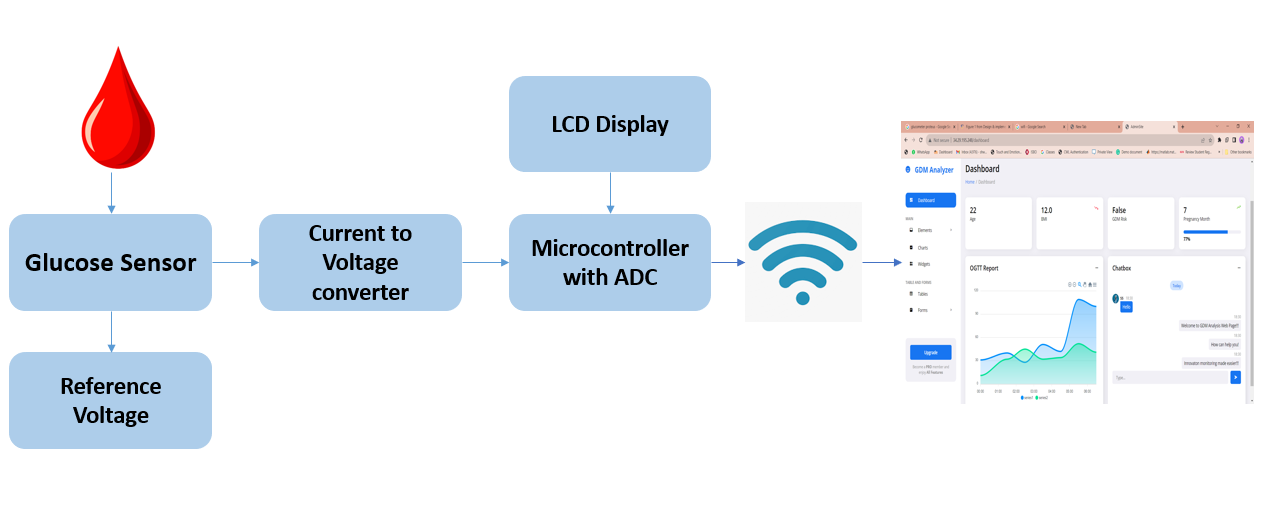 LCD Display
Glucose Sensor
Current to
Voltage
converter
Microcontroller
with ADC
Reference
Voltage
GDM Analyzer
Dashboard
Elements
Charts
Widgets
TABLE AND FORMS
Tables
Forms
Upgrade
Dashboard
Home / Dashboard
22
Age
12.0
BMI
False
GDM Risk
7
Pregnancy Month
77%
OGTT Report
Chatbox
Today
Hello
Welcome to GDM Analysis Web Page!!
How can help you!
Innovation monitoring made easier!!
Type...